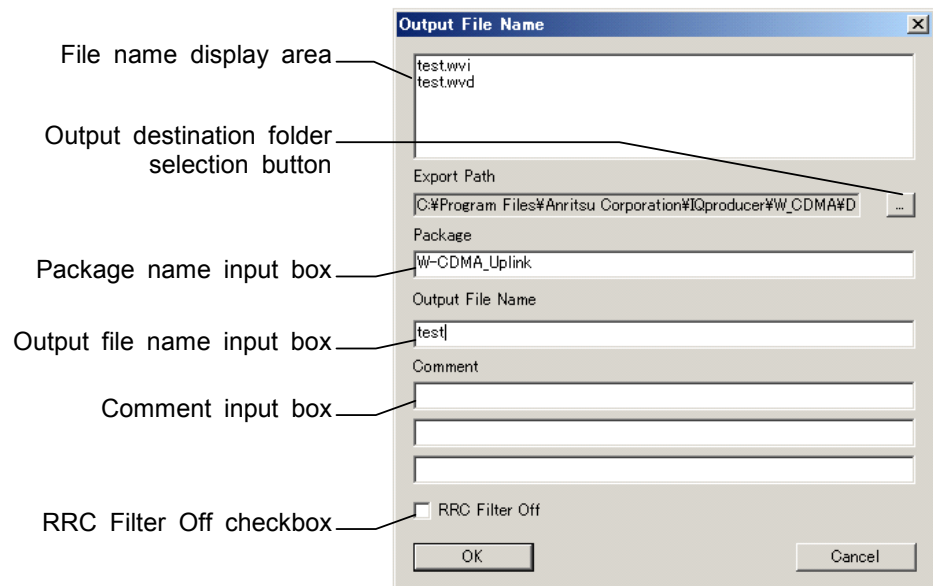 Output File Name
File name display area
test.wvi
test.wvd
Output destination folder
selection button
Export Path
C:¥Program Files¥Anritsu Corporation¥IQproducer¥W_CDMA¥D
...
Package
Package name input box
W-CDMA_Uplink
Output File Name
Output file name input box
test
Comment
Comment input box
RRC Filter Off checkbox
RRC Filter Off
OK
Cancel